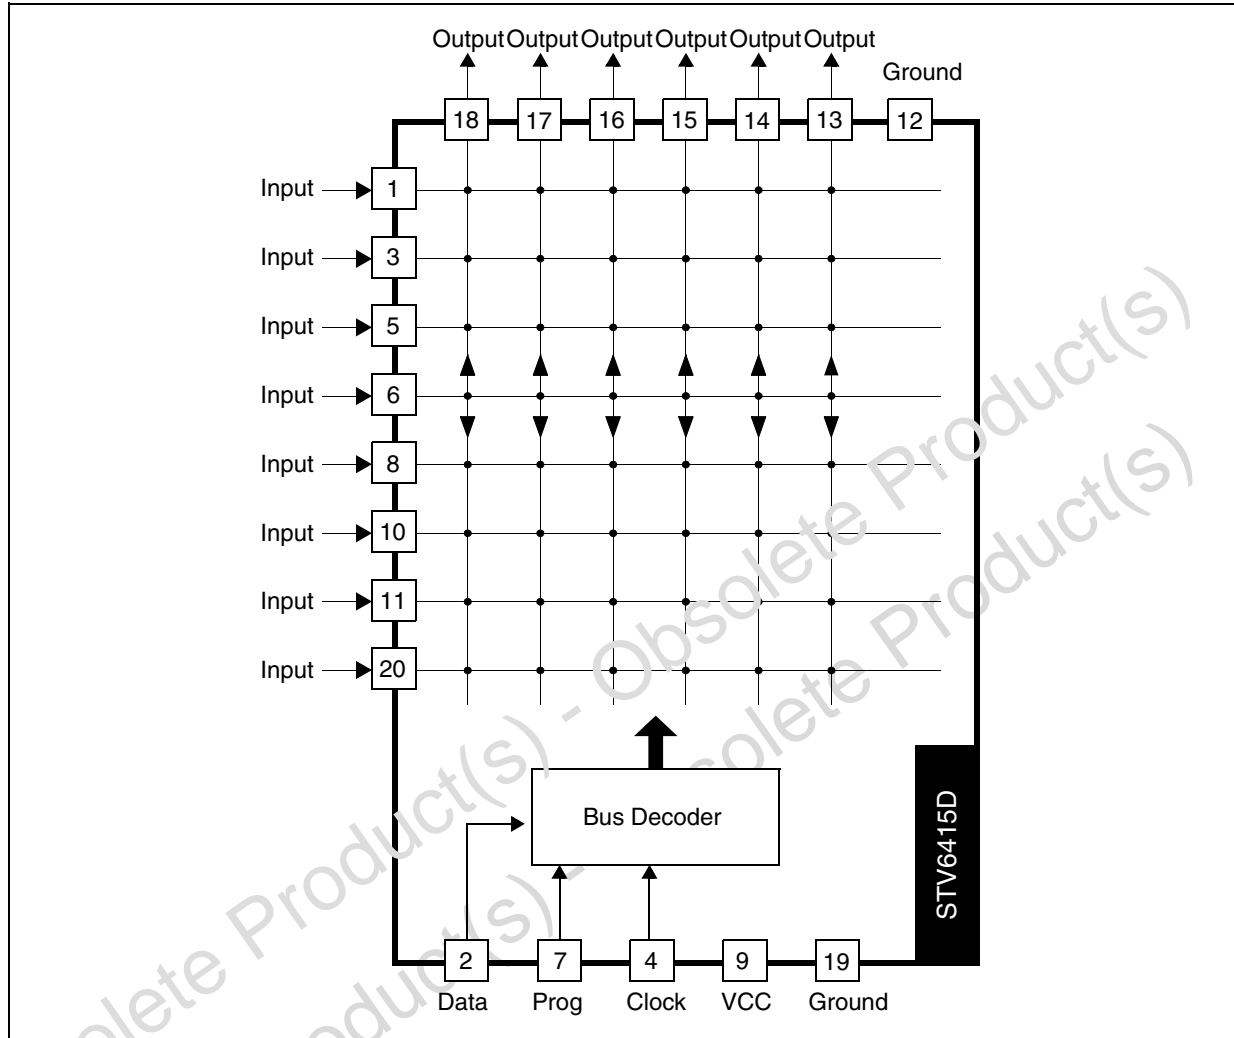 Output Output Output Output Output Output
Ground
18 17 16 15 14 13 12
Input 1
Input 3
Input 5
Input 6
Input 8
Input 10
Input 11
Input 20
Bus Decoder
STV6415D
2 7 4 9 19
Data Prog Clock VCC Ground
olete Product(s) - Obsolete Product(s)
solete Product(s) - Obsolete Product(s)